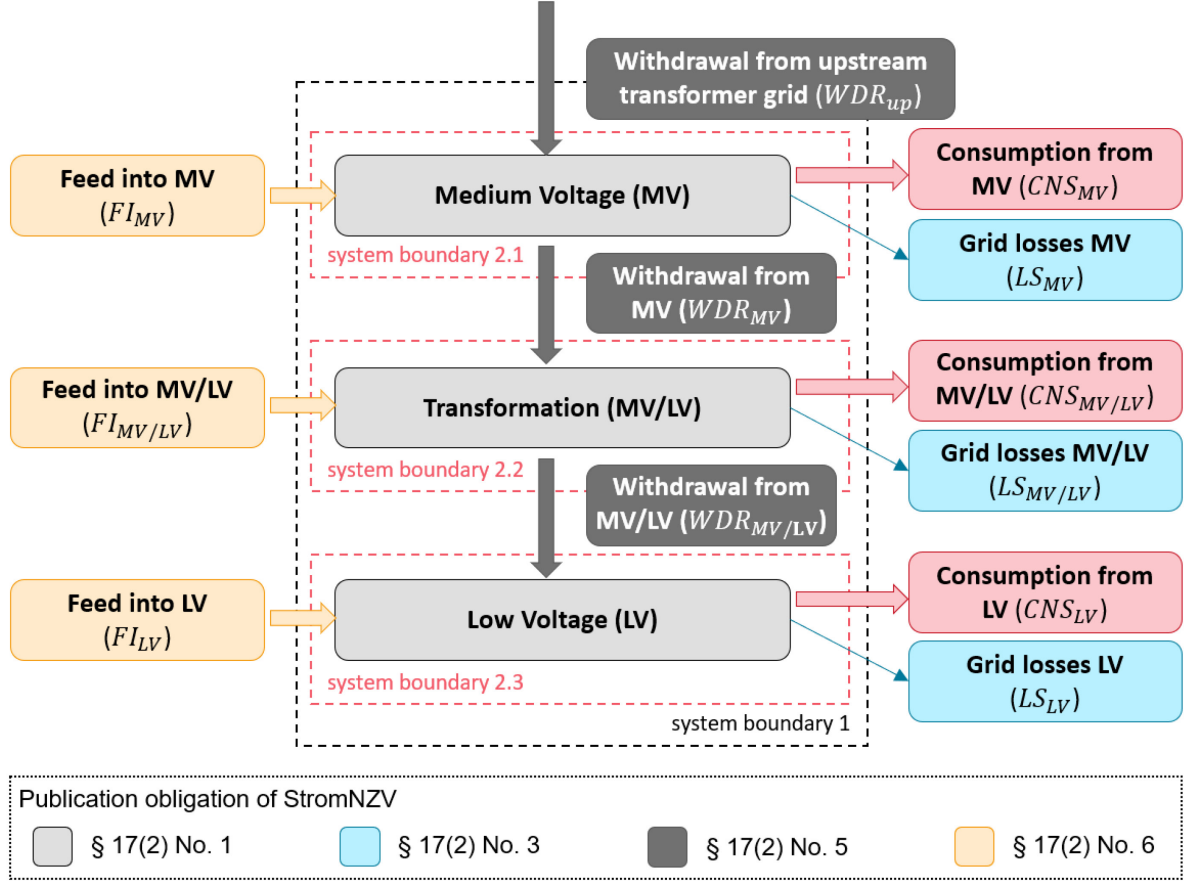 Withdrawal from upstream
transformer grid (WDR_up)
Feed into MV
(FI_MV)
Medium Voltage (MV)
Consumption from
MV (CNS_MV)
system boundary 2.1
Grid losses MV
(LS_MV)
Withdrawal from
MV (WDR_MV)
Feed into MV/LV
(FI_MV/LV)
Transformation (MV/LV)
Consumption from
MV/LV (CNS_MV/LV)
system boundary 2.2
Grid losses MV/LV
(LS_MV/LV)
Withdrawal from
MV/LV (WDR_MV/LV)
Feed into LV
(FI_LV)
Low Voltage (LV)
Consumption from
LV (CNS_LV)
system boundary 2.3
Grid losses LV
(LS_LV)
system boundary 1
Publication obligation of StromNZV
§ 17(2) No. 1
§ 17(2) No. 3
§ 17(2) No. 5
§ 17(2) No. 6